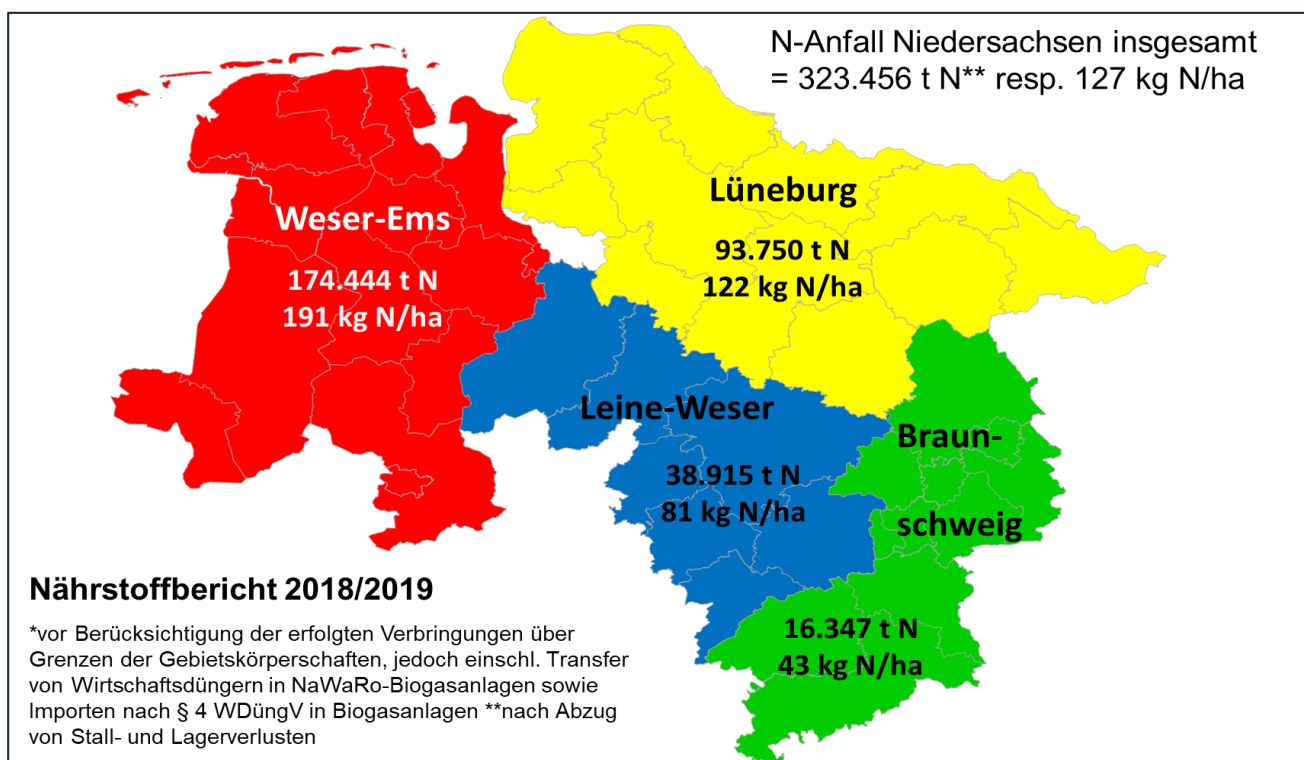 N-Anfall Niedersachsen insgesamt
= 323.456 t N** resp. 127 kg N/ha
Lüneburg
93.750 t N
122 kg N/ha
Weser-Ems
174.444 t N
191 kg N/ha
Leine-Weser
38.915 t N
81 kg N/ha
Braun-
schweig
16.347 t N
43 kg N/ha
Nährstoffbericht 2018/2019
*vor Berücksichtigung der erfolgten Verbringungen über
Grenzen der Gebietskörperschaften, jedoch einschl. Transfer
von Wirtschaftsdüngern in NaWaRo-Biogasanlagen sowie
Importen nach § 4 WDüngV in Biogasanlagen **nach Abzug
von Stall- und Lagerverlusten